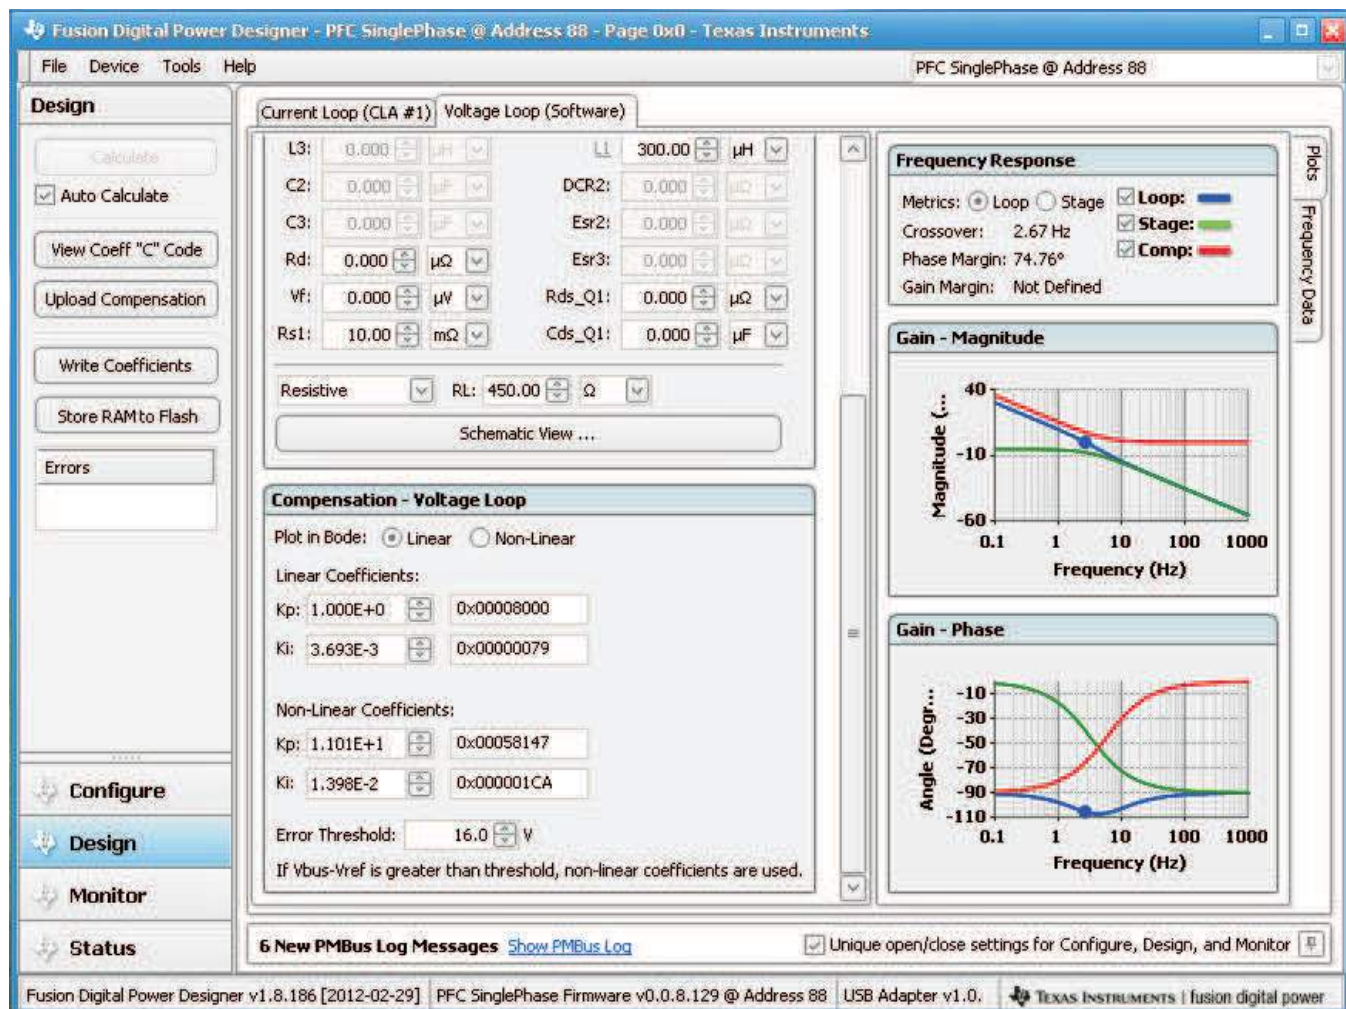 Fusion Digital Power Designer - PFC SinglePhase @ Address 88 - Page 0x0 - Texas Instruments
File Device Tools Help PFC SinglePhase @ Address 88
Design
Calculate
Auto Calculate
View Coeff "C" Code
Upload Compensation
Write Coefficients
Store RAM to Flash
Errors
Configure
Design
Monitor
Status
Current Loop (CLA #1) Voltage Loop (Software)
L3: 0.000 μH L1 300.00 μH
C2: 0.000 μF DCR2: 0.000 μΩ
C3: 0.000 μF Esr2: 0.000 μΩ
Rd: 0.000 μΩ Esr3: 0.000 μΩ
Vf: 0.000 μV Rds_Q1: 0.000 μΩ
Rs1: 10.00 mΩ Cds_Q1: 0.000 μF
Resistive RL: 450.00 Ω
Schematic View ...
Compensation - Voltage Loop
Plot in Bode: Linear Non-Linear
Linear Coefficients:
Kp: 1.000E+0 0x00008000
Ki: 3.693E-3 0x00000079
Non-Linear Coefficients:
Kp: 1.101E+1 0x00058147
Ki: 1.398E-2 0x000001CA
Error Threshold: 16.0 V
If Vbus-Vref is greater than threshold, non-linear coefficients are used.
Frequency Response
Metrics: Loop Stage Loop:
Crossover: 2.67 Hz Stage:
Phase Margin: 74.76° Comp:
Gain Margin: Not Defined
Gain - Magnitude
Magnitude (...
40
-10
-60
0.1 1 10 100 1000
Frequency (Hz)
Gain - Phase
Angle (Degr...
-10
-30
-50
-70
-90
-110
0.1 1 10 100 1000
Frequency (Hz)
Plots
Frequency Data
6 New PMBus Log Messages Show PMBus Log Unique open/close settings for Configure, Design, and Monitor
Fusion Digital Power Designer v1.8.186 [2012-02-29] PFC SinglePhase Firmware v0.0.8.129 @ Address 88 USB Adapter v1.0. TEXAS INSTRUMENTS | fusion digital power